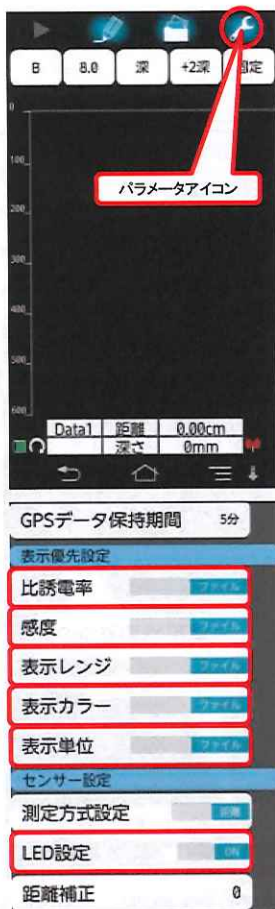 B 8.0 深 +2深 固定
0
パラメータアイコン
100
200
300
400
500
600
Data1 距離 0.00cm
深さ 0mm
GPSデータ保持期間 5分
表示優先設定
比誘電率 ファイル
感度 ファイル
表示レンジ ファイル
表示カラー ファイル
表示単位 ファイル
センサー設定
測定方式設定 距離
LED設定 ON
距離補正 0